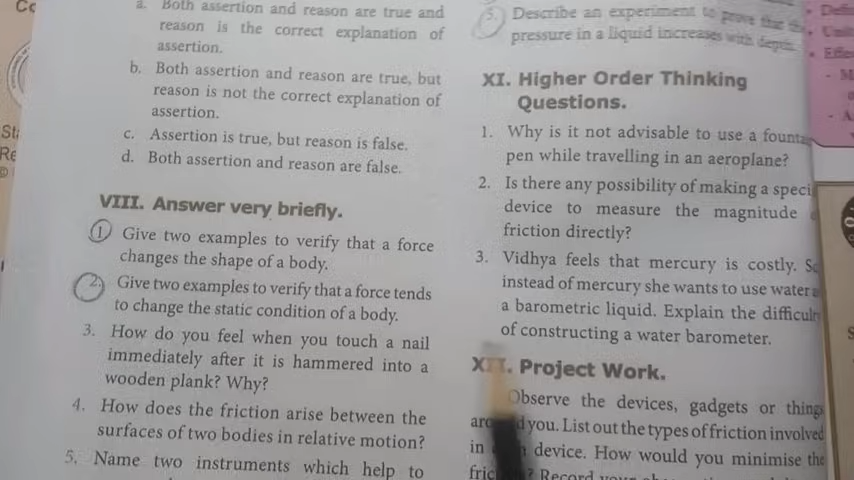 a. Both assertion and reason are true and
reason is the correct explanation of
assertion.
b. Both assertion and reason are true, but
reason is not the correct explanation of
assertion.
c. Assertion is true, but reason is false.
d. Both assertion and reason are false.
VIII. Answer very briefly.
1. Give two examples to verify that a force
changes the shape of a body.
2. Give two examples to verify that a force tends
to change the static condition of a body.
3. How do you feel when you touch a nail
immediately after it is hammered into a
wooden plank? Why?
4. How does the friction arise between the
surfaces of two bodies in relative motion?
5. Name two instruments which help to
5. Describe an experiment to prove that the
pressure in a liquid increases with depth.
XI. Higher Order Thinking
Questions.
1. Why is it not advisable to use a founta
pen while travelling in an aeroplane?
2. Is there any possibility of making a speci
device to measure the magnitude
friction directly?
3. Vidhya feels that mercury is costly. So
instead of mercury she wants to use water
a barometric liquid. Explain the difficul
of constructing a water barometer.
XII. Project Work.
Observe the devices, gadgets or things
you. List out the types of friction involved
in device. How would you minimise the
Record